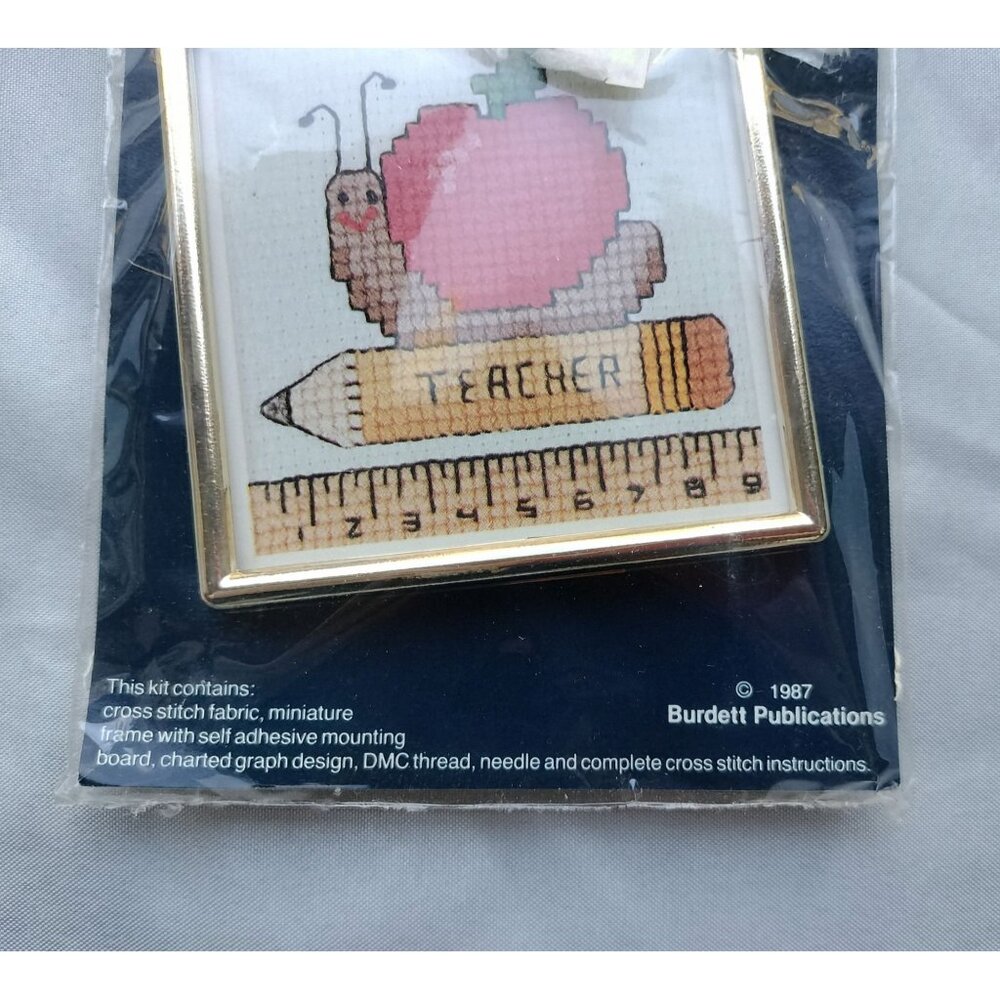 TEACHER
1 2 3 4 5 6 7 8 9
This kit contains:
cross stitch fabric, miniature
frame with self adhesive mounting
board, charted graph design, DMC thread, needle and complete cross stitch instructions.
© 1987
Burdett Publications